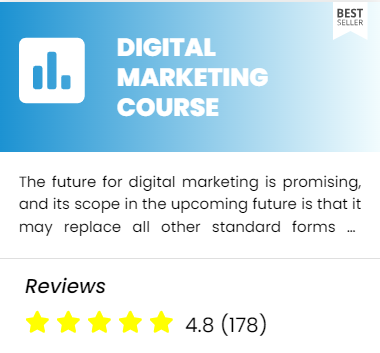 BEST
SELLER
DIGITAL
MARKETING
COURSE
The future for digital marketing is promising,
and its scope in the upcoming future is that it
may replace all other standard forms ...
Reviews
4.8 (178)